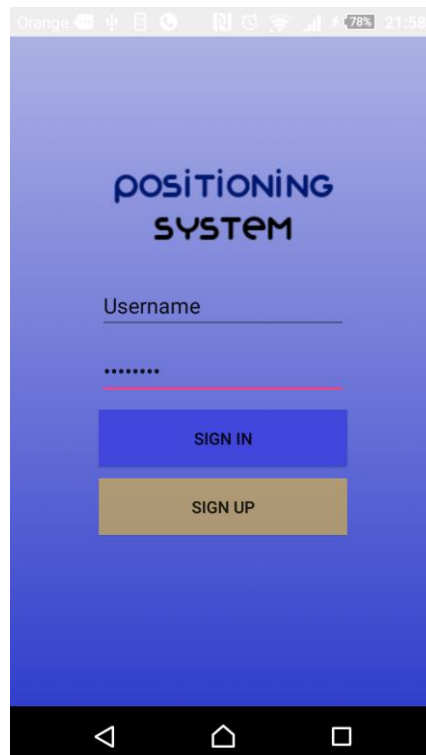 Orange 78% 21:58
POSITIONING
SYSTEM
Username
••••••••
SIGN IN
SIGN UP